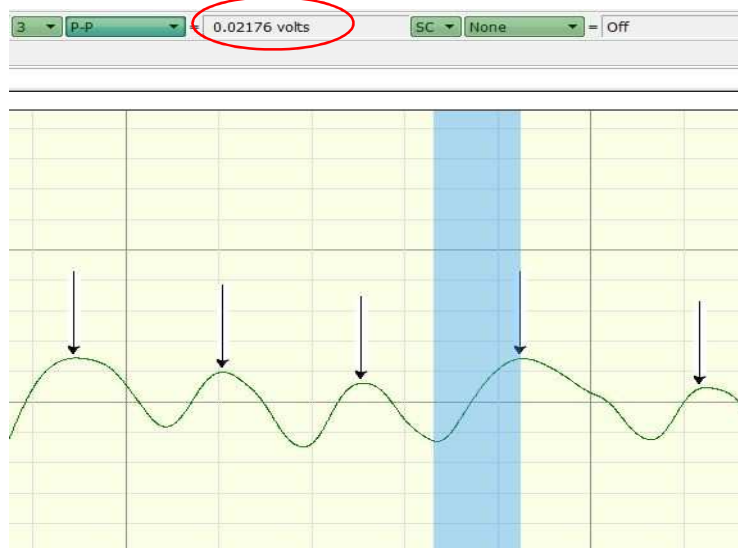 3 P-P = 0.02176 volts SC None = Off